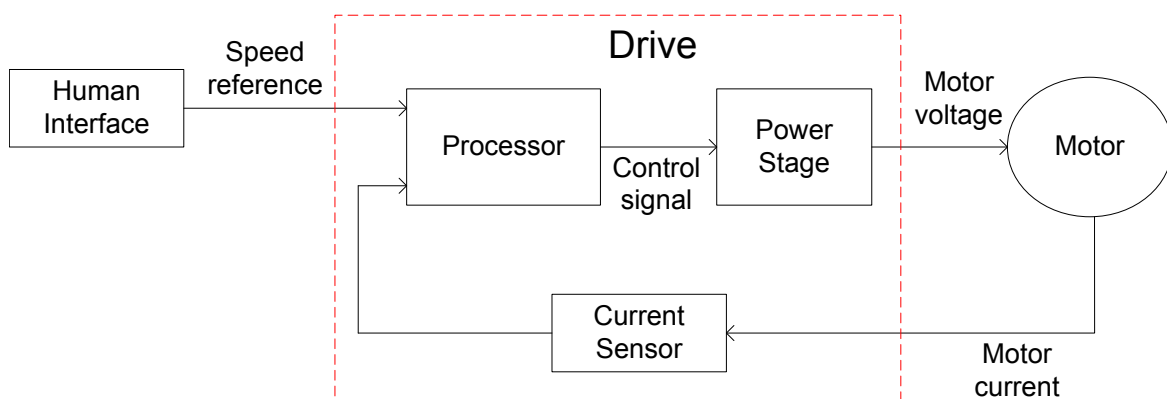 Drive
Speed
reference
Human
Interface
Processor
Control
signal
Power
Stage
Motor
voltage
Motor
Current
Sensor
Motor
current